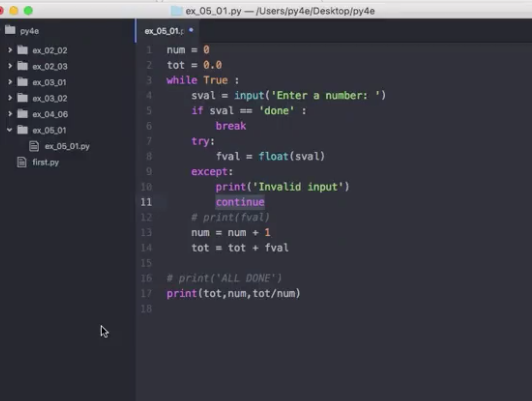 ex_05_01.py — /Users/py4e/Desktop/py4e
py4e
ex_02_02
ex_02_03
ex_03_01
ex_03_02
ex_04_06
ex_05_01
ex_05_01.py
first.py
ex_05_01.p
1 num = 0
2 tot = 0.0
3 while True :
4     sval = input('Enter a number: ')
5     if sval == 'done' :
6         break
7     try:
8         fval = float(sval)
9     except:
10         print('Invalid input')
11         continue
12     # print(fval)
13     num = num + 1
14     tot = tot + fval
15
16 # print('ALL DONE')
17 print(tot,num,tot/num)
18